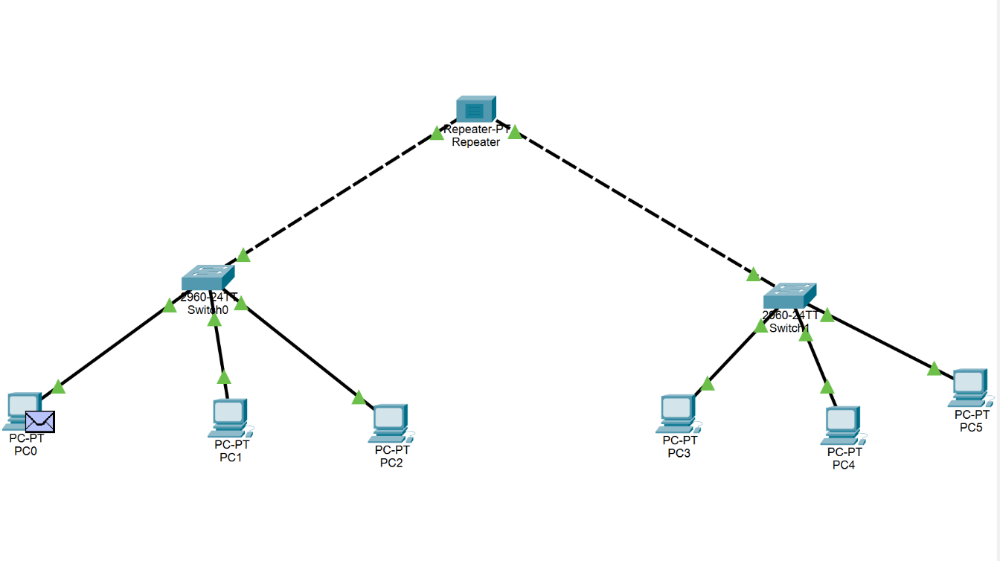 Repeater-PT
Repeater
2960-24TT
Switch0
2960-24TT
Switch1
PC-PT
PC0
PC-PT
PC1
PC-PT
PC2
PC-PT
PC3
PC-PT
PC4
PC-PT
PC5